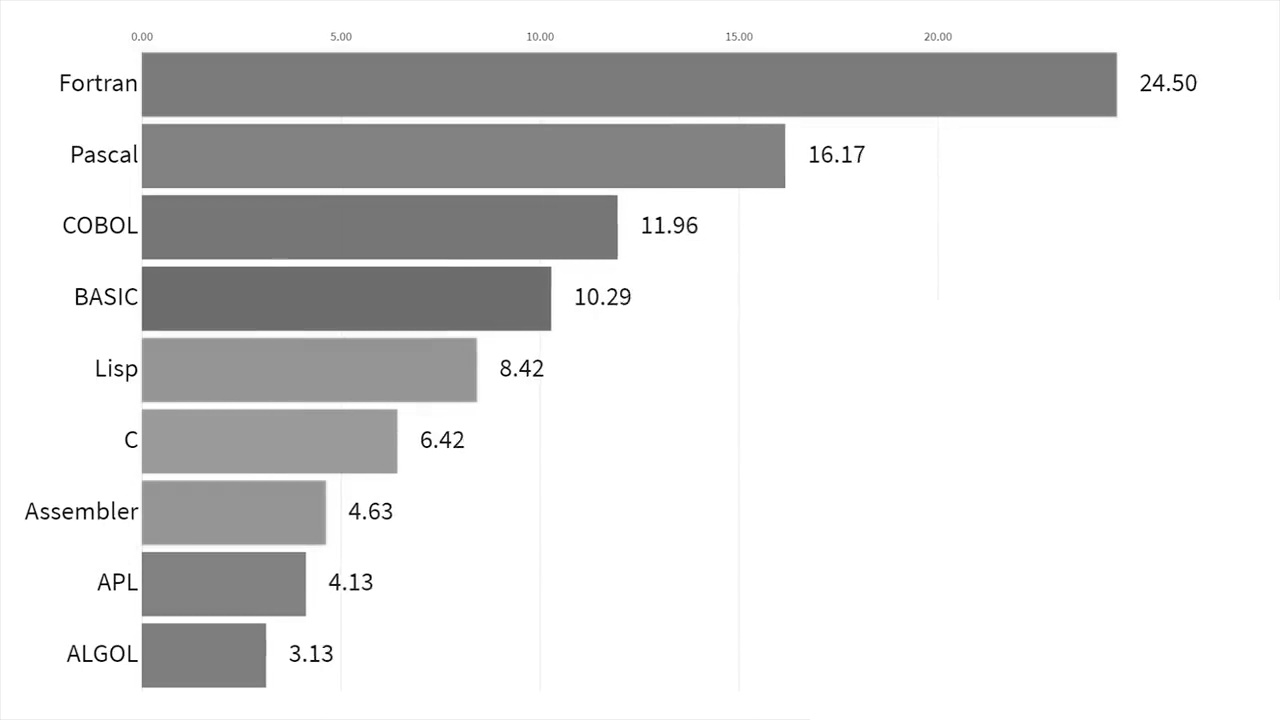 0.00 5.00 10.00 15.00 20.00
Fortran 24.50
Pascal 16.17
COBOL 11.96
BASIC 10.29
Lisp 8.42
C 6.42
Assembler 4.63
APL 4.13
ALGOL 3.13